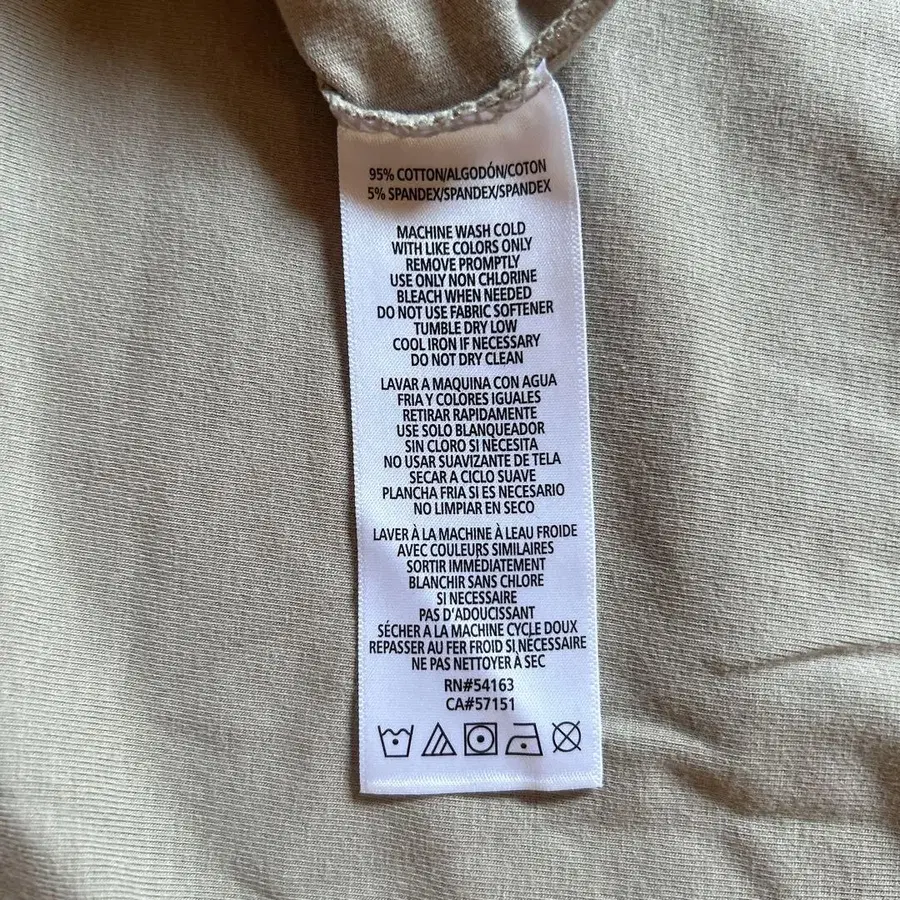 95% COTTON/ALGODÓN/COTON
5% SPANDEX/SPANDEX/SPANDEX
MACHINE WASH COLD
WITH LIKE COLORS ONLY
REMOVE PROMPTLY
USE ONLY NON CHLORINE
BLEACH WHEN NEEDED
DO NOT USE FABRIC SOFTENER
TUMBLE DRY LOW
COOL IRON IF NECESSARY
DO NOT DRY CLEAN
LAVAR A MAQUINA CON AGUA
FRIA Y COLORES IGUALES
RETIRAR RAPIDAMENTE
USE SOLO BLANQUEADOR
SIN CLORO SI NECESITA
NO USAR SUAVIZANTE DE TELA
SECAR A CICLO SUAVE
PLANCHA FRIA SI ES NECESARIO
NO LIMPIAR EN SECO
LAVER À LA MACHINE À LEAU FROIDE
AVEC COULEURS SIMILAIRES
SORTIR IMMÉDIATEMENT
BLANCHIR SANS CHLORE
SI NECESSAIRE
PAS D'ADOUCISSANT
SÉCHER A LA MACHINE CYCLE DOUX
REPASSER AU FER FROID SI NÉCESSAIRE
NE PAS NETTOYER À SEC
RN#54163
CA#57151